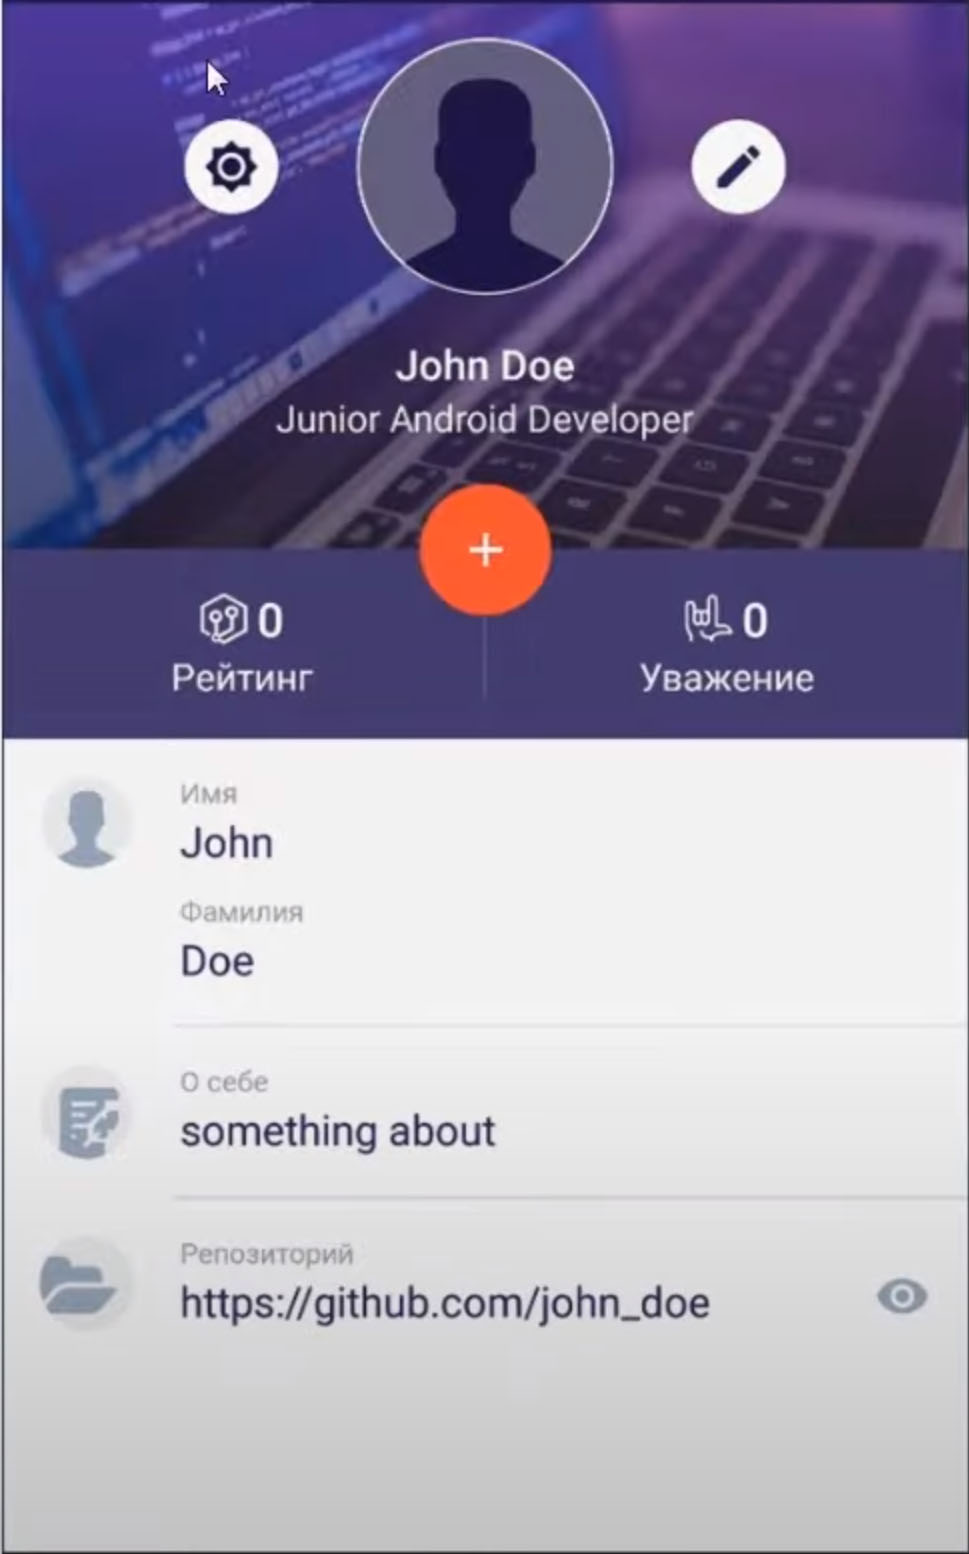 John Doe
Junior Android Developer
+
0
Рейтинг
0
Уважение
Имя
John
Фамилия
Doe
О себе
something about
Репозиторий
https://github.com/john_doe